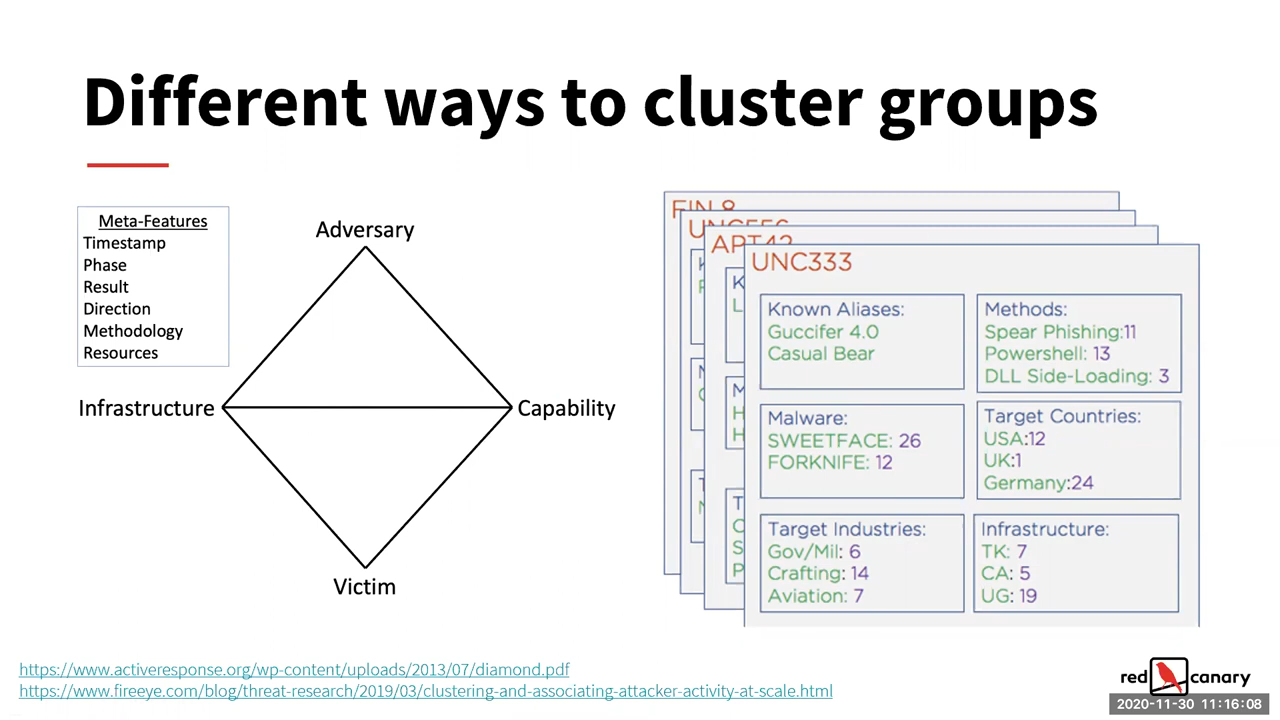 Different ways to cluster groups
Meta-Features
Timestamp
Phase
Result
Direction
Methodology
Resources
Adversary
Infrastructure
Capability
Victim
FIN 8
UNC556
APT42
UNC333
Known Aliases:
Guccifer 4.0
Casual Bear
Methods:
Spear Phishing:11
Powershell: 13
DLL Side-Loading: 3
Malware:
SWEETFACE: 26
FORKNIFE: 12
Target Countries:
USA:12
UK:1
Germany:24
Target Industries:
Gov/Mil: 6
Crafting: 14
Aviation: 7
Infrastructure:
TK: 7
CA: 5
UG: 19
https://www.activeresponse.org/wp-content/uploads/2013/07/diamond.pdf
https://www.fireeye.com/blog/threat-research/2019/03/clustering-and-associating-attacker-activity-at-scale.html
red canary
2020-11-30 11:16:08